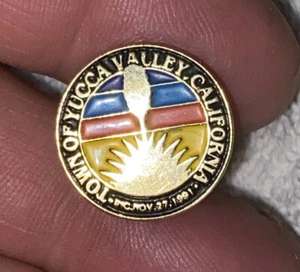 TOWN OF YUCCA VALLEY, CALIFORNIA
· INC. NOV. 27, 1991 ·